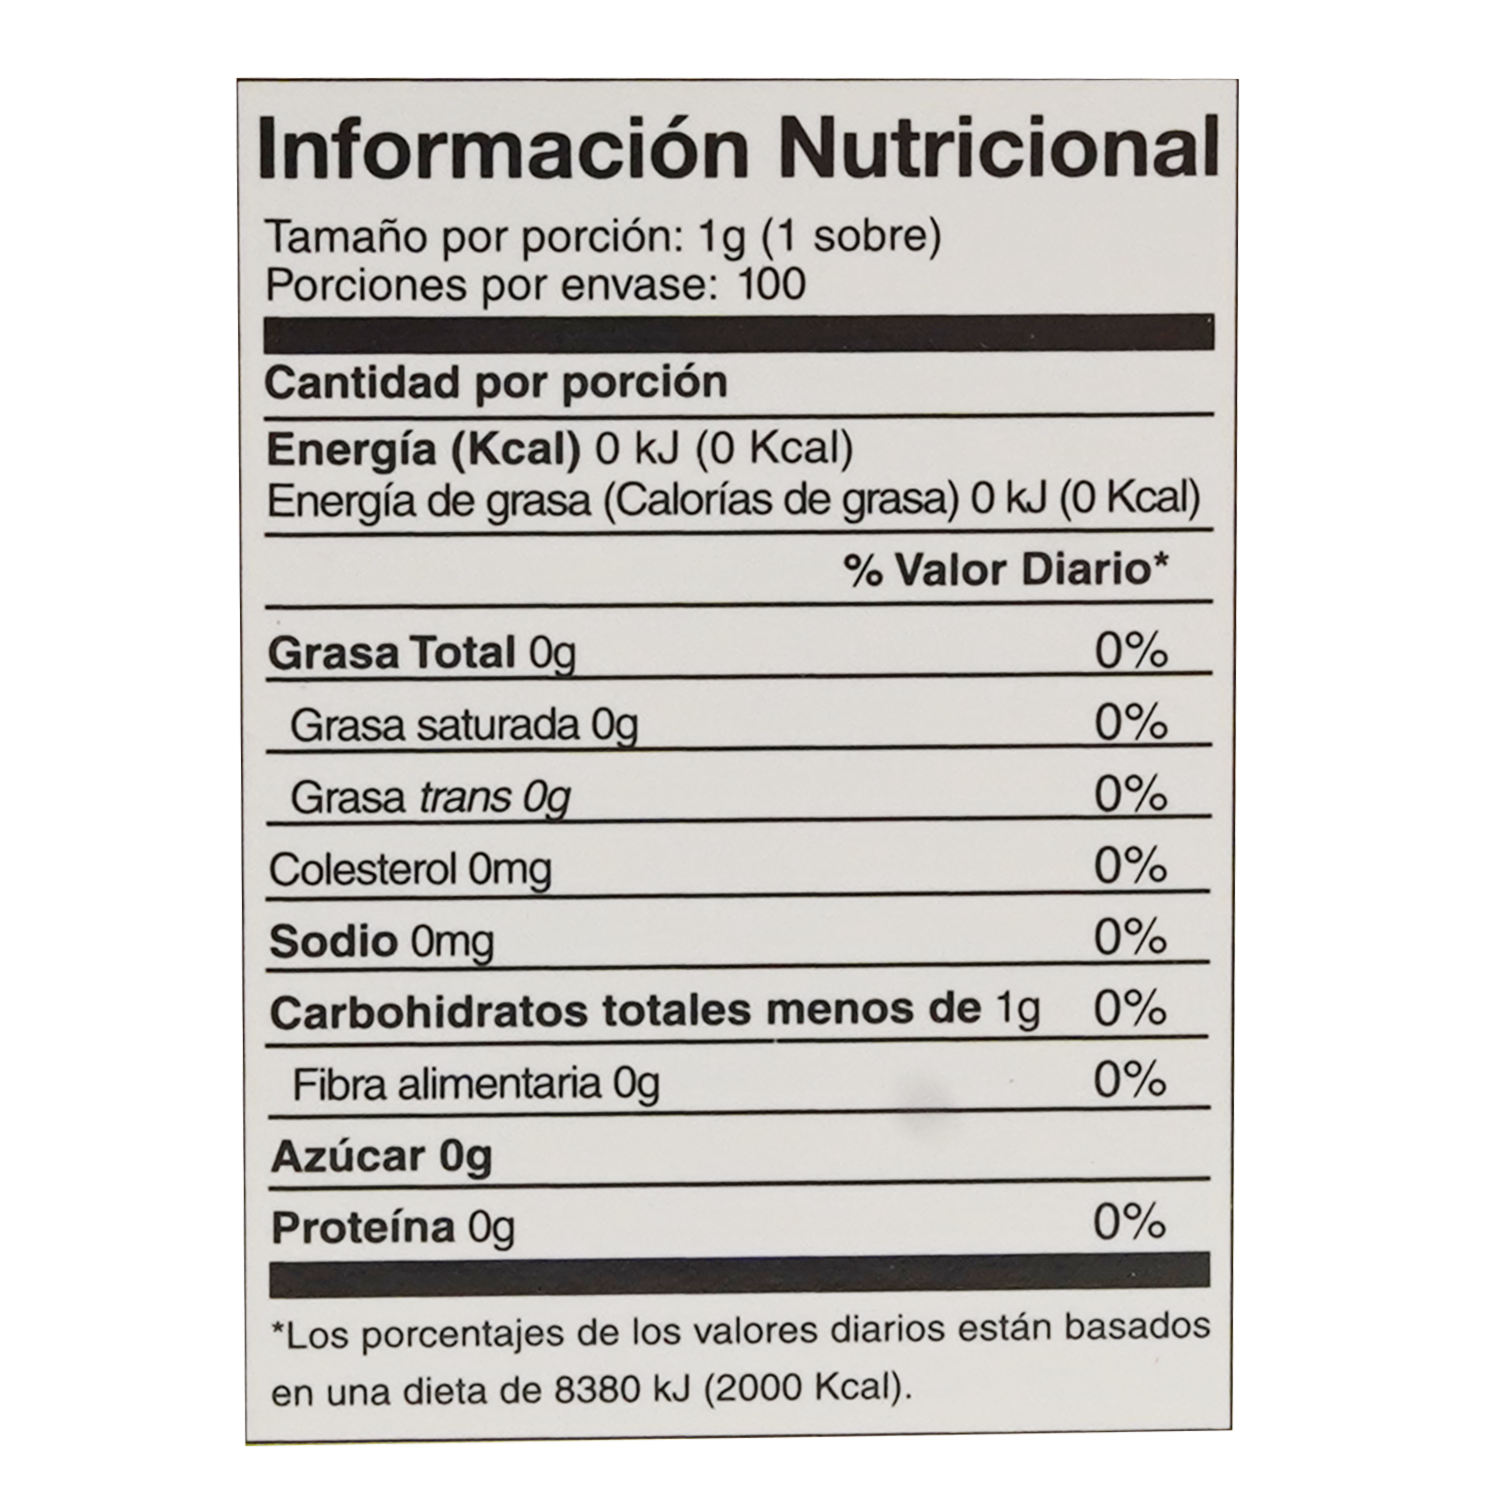 Información Nutricional
Tamaño por porción: 1g (1 sobre)
Porciones por envase: 100
Cantidad por porción
Energía (Kcal) 0 kJ (0 Kcal)
Energía de grasa (Calorías de grasa) 0 kJ (0 Kcal)
% Valor Diario*
Grasa Total 0g 0%
Grasa saturada 0g 0%
Grasa trans 0g 0%
Colesterol 0mg 0%
Sodio 0mg 0%
Carbohidratos totales menos de 1g 0%
Fibra alimentaria 0g 0%
Azúcar 0g
Proteína 0g 0%
*Los porcentajes de los valores diarios están basados
en una dieta de 8380 kJ (2000 Kcal).